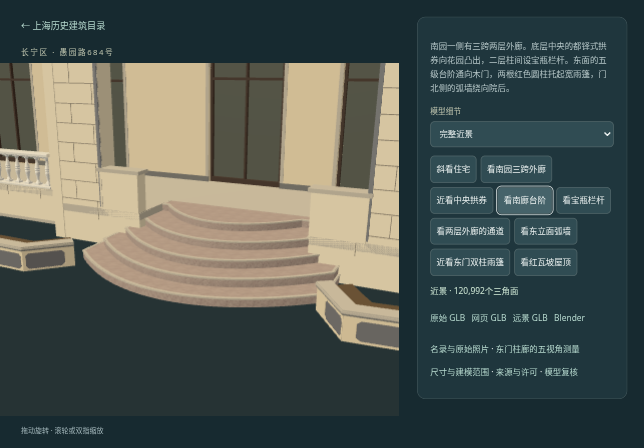 ← 上海历史建筑目录
长宁区 · 愚园路684号
拖动旋转 · 滚轮或双指缩放
南园一侧有三跨两层外廊。底层中央的都铎式拱
券向花园凸出，二层柱间设宝瓶栏杆。东面的五
级台阶通向木门，两根红色圆柱托起宽雨篷，门
北侧的弧墙绕向院后。
模型细节
完整近景
斜看住宅 看南园三跨外廊
近看中央拱券 看南廊台阶 看宝瓶栏杆
看两层外廊的通道 看东立面弧墙
近看东门双柱雨篷 看红瓦坡屋顶
近景 · 120,992个三角面
原始 GLB 网页 GLB 远景 GLB Blender
名录与原始照片 · 东门柱廊的五视角测量
尺寸与建模范围 · 来源与许可 · 模型复核